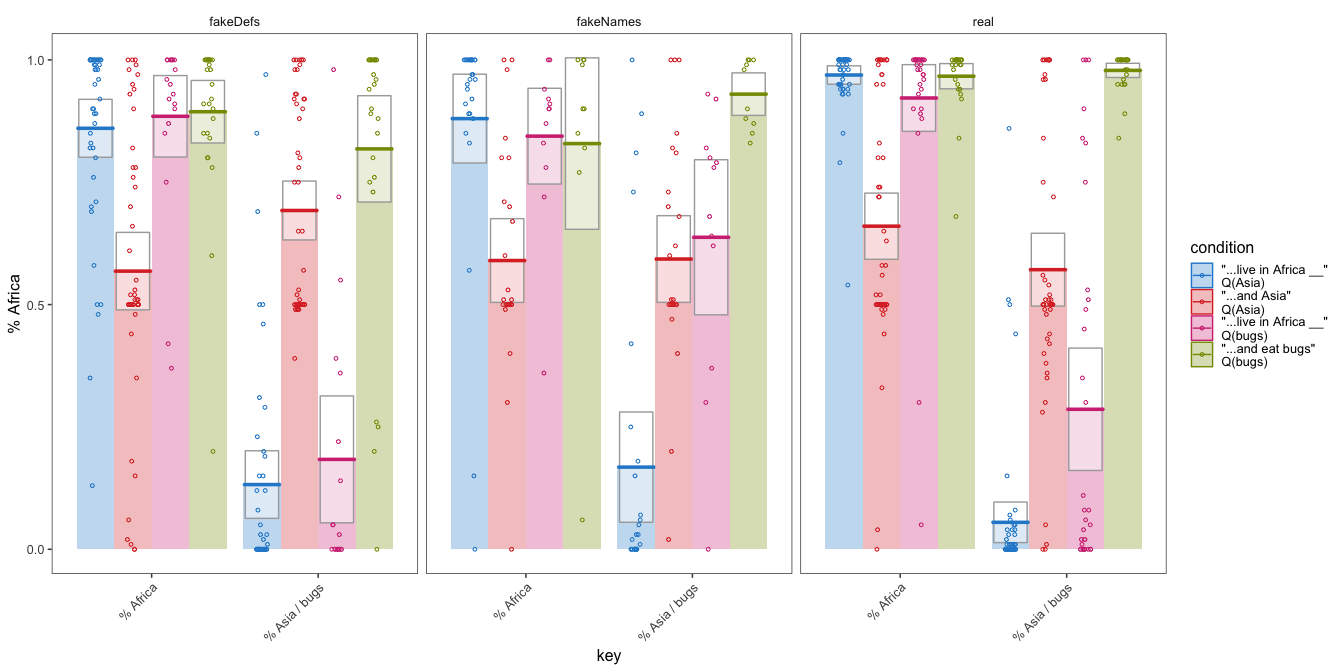 fakeDefs
fakeNames
real
% Africa
1.0
0.5
0.0
% Africa
% Asia / bugs
% Africa
% Asia / bugs
% Africa
% Asia / bugs
key
condition
"...live in Africa __"
Q(Asia)
"...and Asia"
Q(Asia)
"...live in Africa __"
Q(bugs)
"...and eat bugs"
Q(bugs)